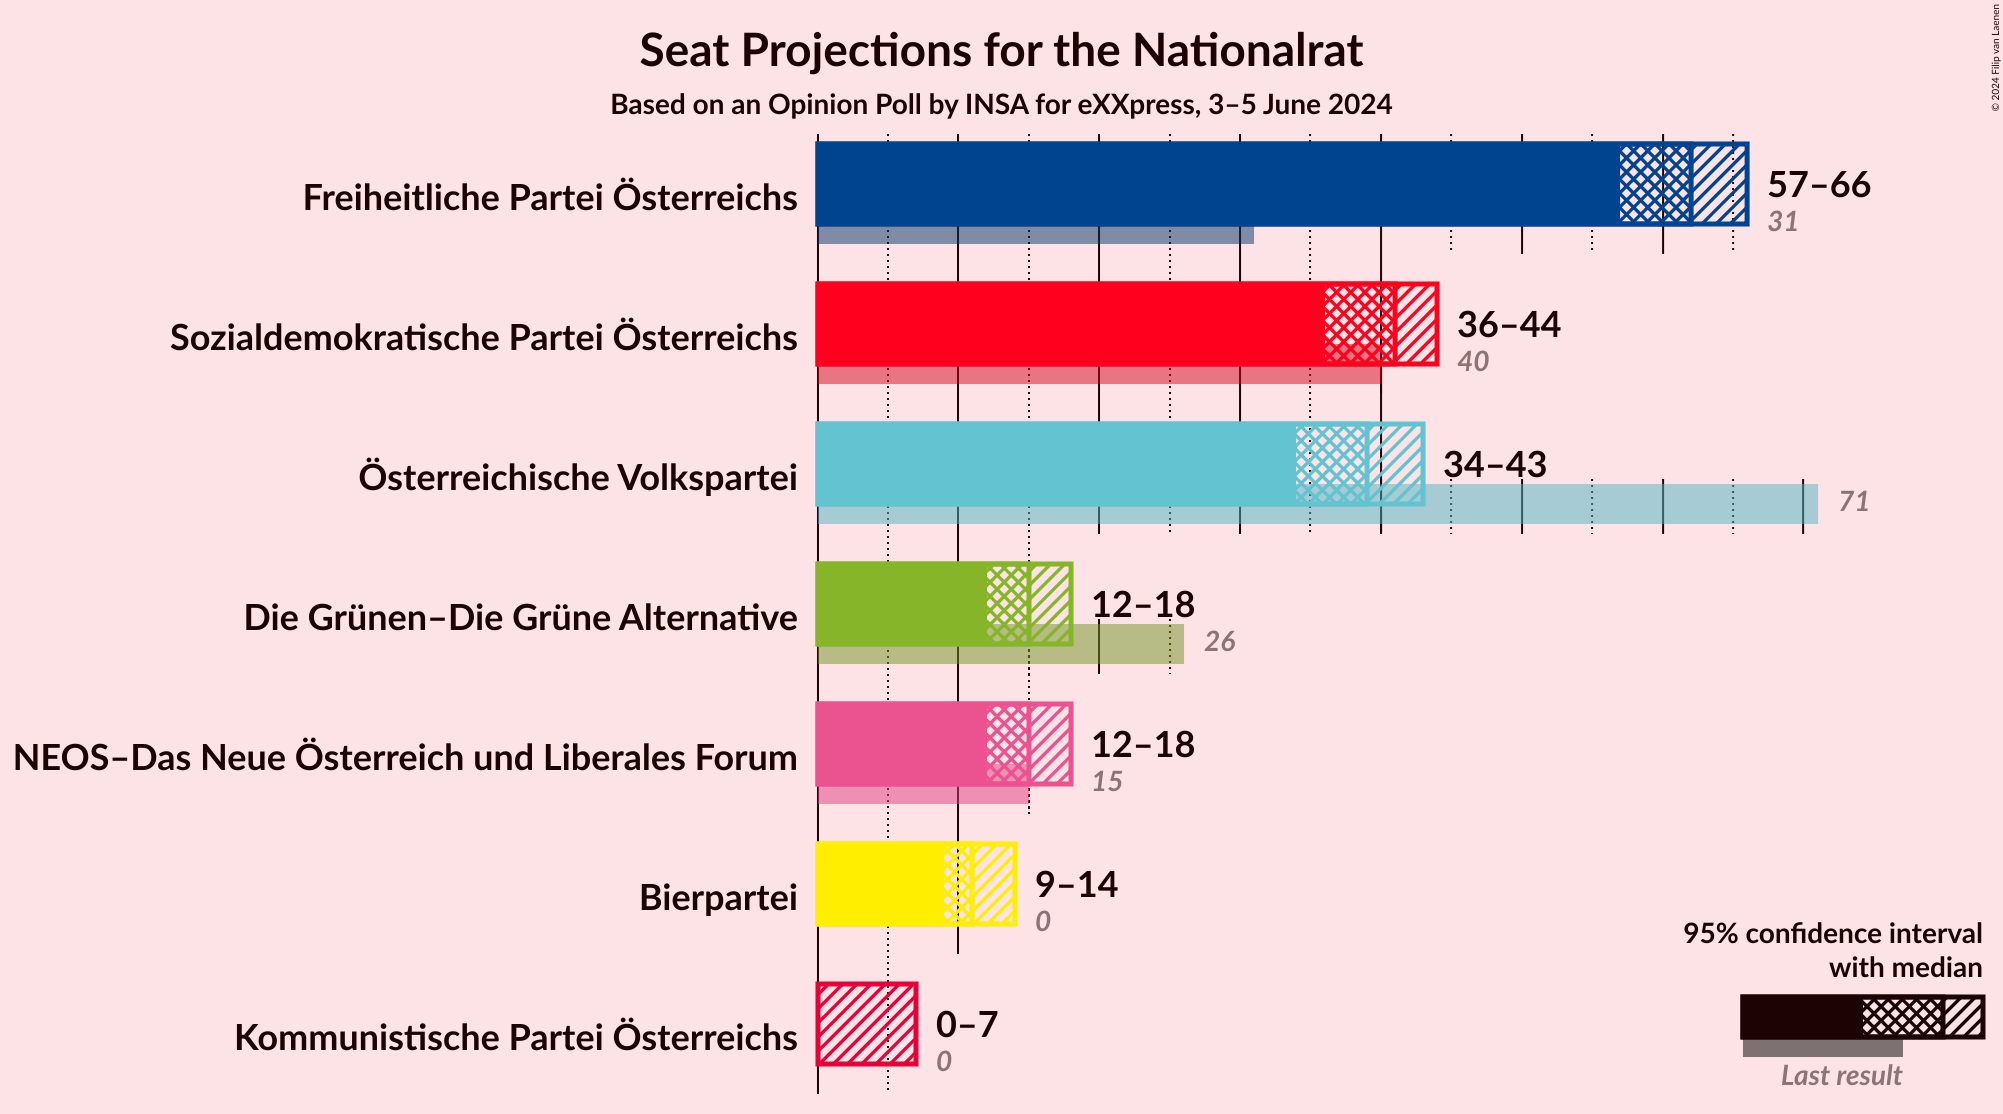 Seat Projections for the Nationalrat
Based on an Opinion Poll by INSA for eXXpress, 3–5 June 2024
© 2024 Filip van Laenen
Freiheitliche Partei Österreichs
57–66
31
Sozialdemokratische Partei Österreichs
36–44
40
Österreichische Volkspartei
34–43
71
Die Grünen–Die Grüne Alternative
12–18
26
NEOS–Das Neue Österreich und Liberales Forum
12–18
15
Bierpartei
9–14
0
Kommunistische Partei Österreichs
0–7
0
95% confidence interval
with median
Last result